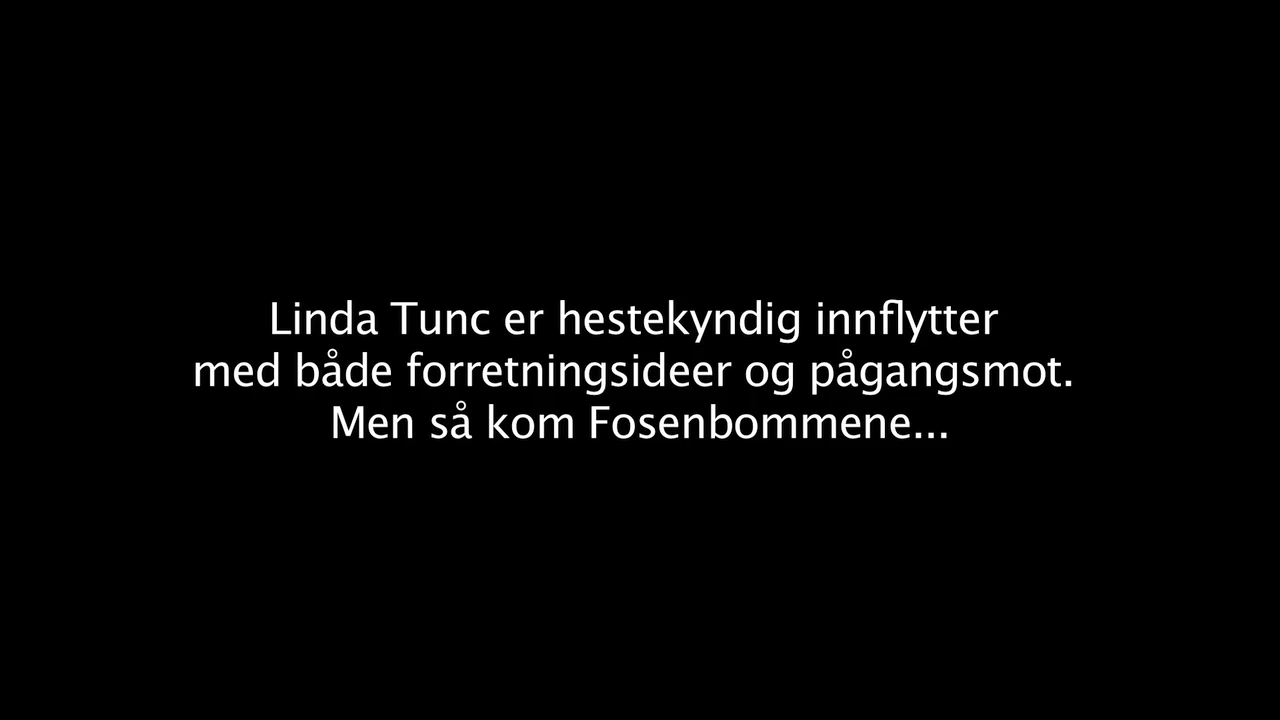 Linda Tunc er hestekyndig innflytter
med både forretningsideer og pågangsmot.
Men så kom Fosenbommene...